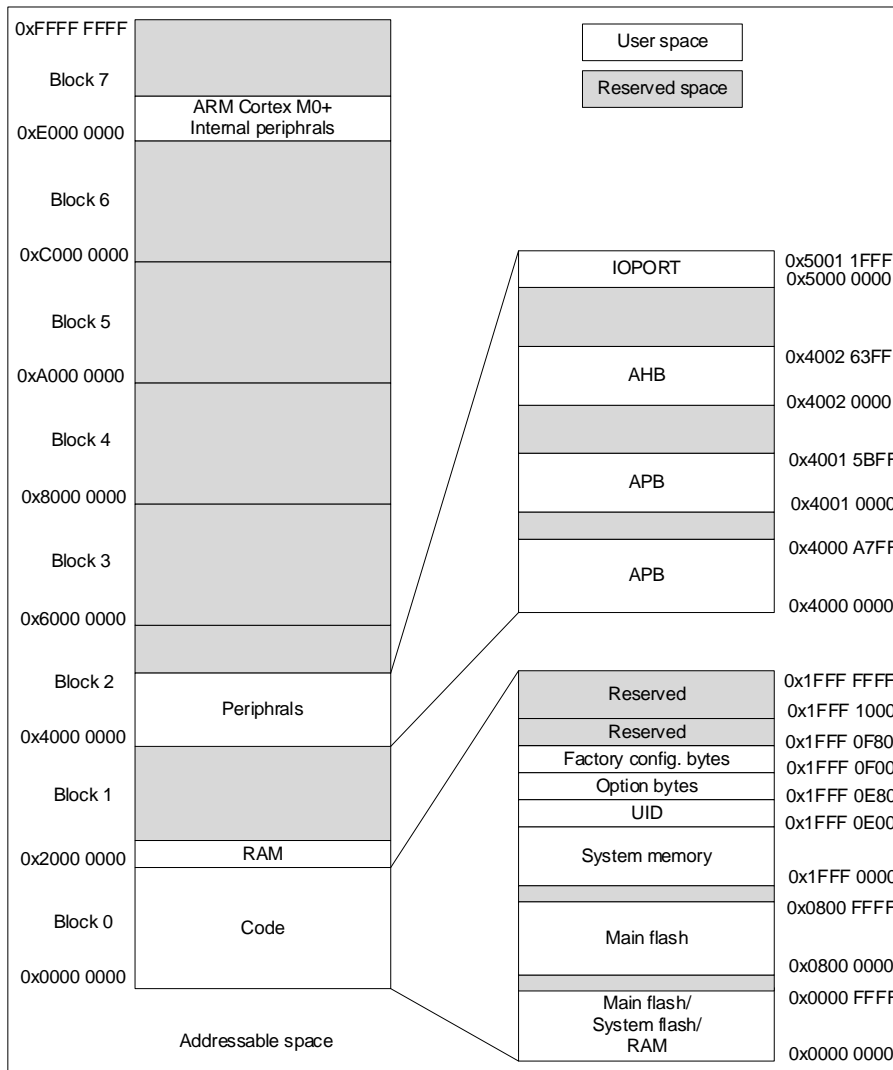 0xFFFF FFFF
Block 7
ARM Cortex M0+
Internal periphrals
0xE000 0000
Block 6
0xC000 0000
Block 5
0xA000 0000
Block 4
0x8000 0000
Block 3
0x6000 0000
Block 2
Periphrals
0x4000 0000
Block 1
RAM
0x2000 0000
Block 0
Code
0x0000 0000
Addressable space
User space
Reserved space
IOPORT
0x5001 1FFF
0x5000 0000
AHB
0x4002 63FF
0x4002 0000
APB
0x4001 5BFF
0x4001 0000
APB
0x4000 A7FF
0x4000 0000
Reserved
0x1FFF FFFF
0x1FFF 1000
Reserved
0x1FFF 0F80
Factory config. bytes
0x1FFF 0F00
Option bytes
0x1FFF 0E80
UID
0x1FFF 0E00
System memory
0x1FFF 0000
0x0800 FFFF
Main flash
0x0800 0000
0x0000 FFFF
Main flash/
System flash/
RAM
0x0000 0000